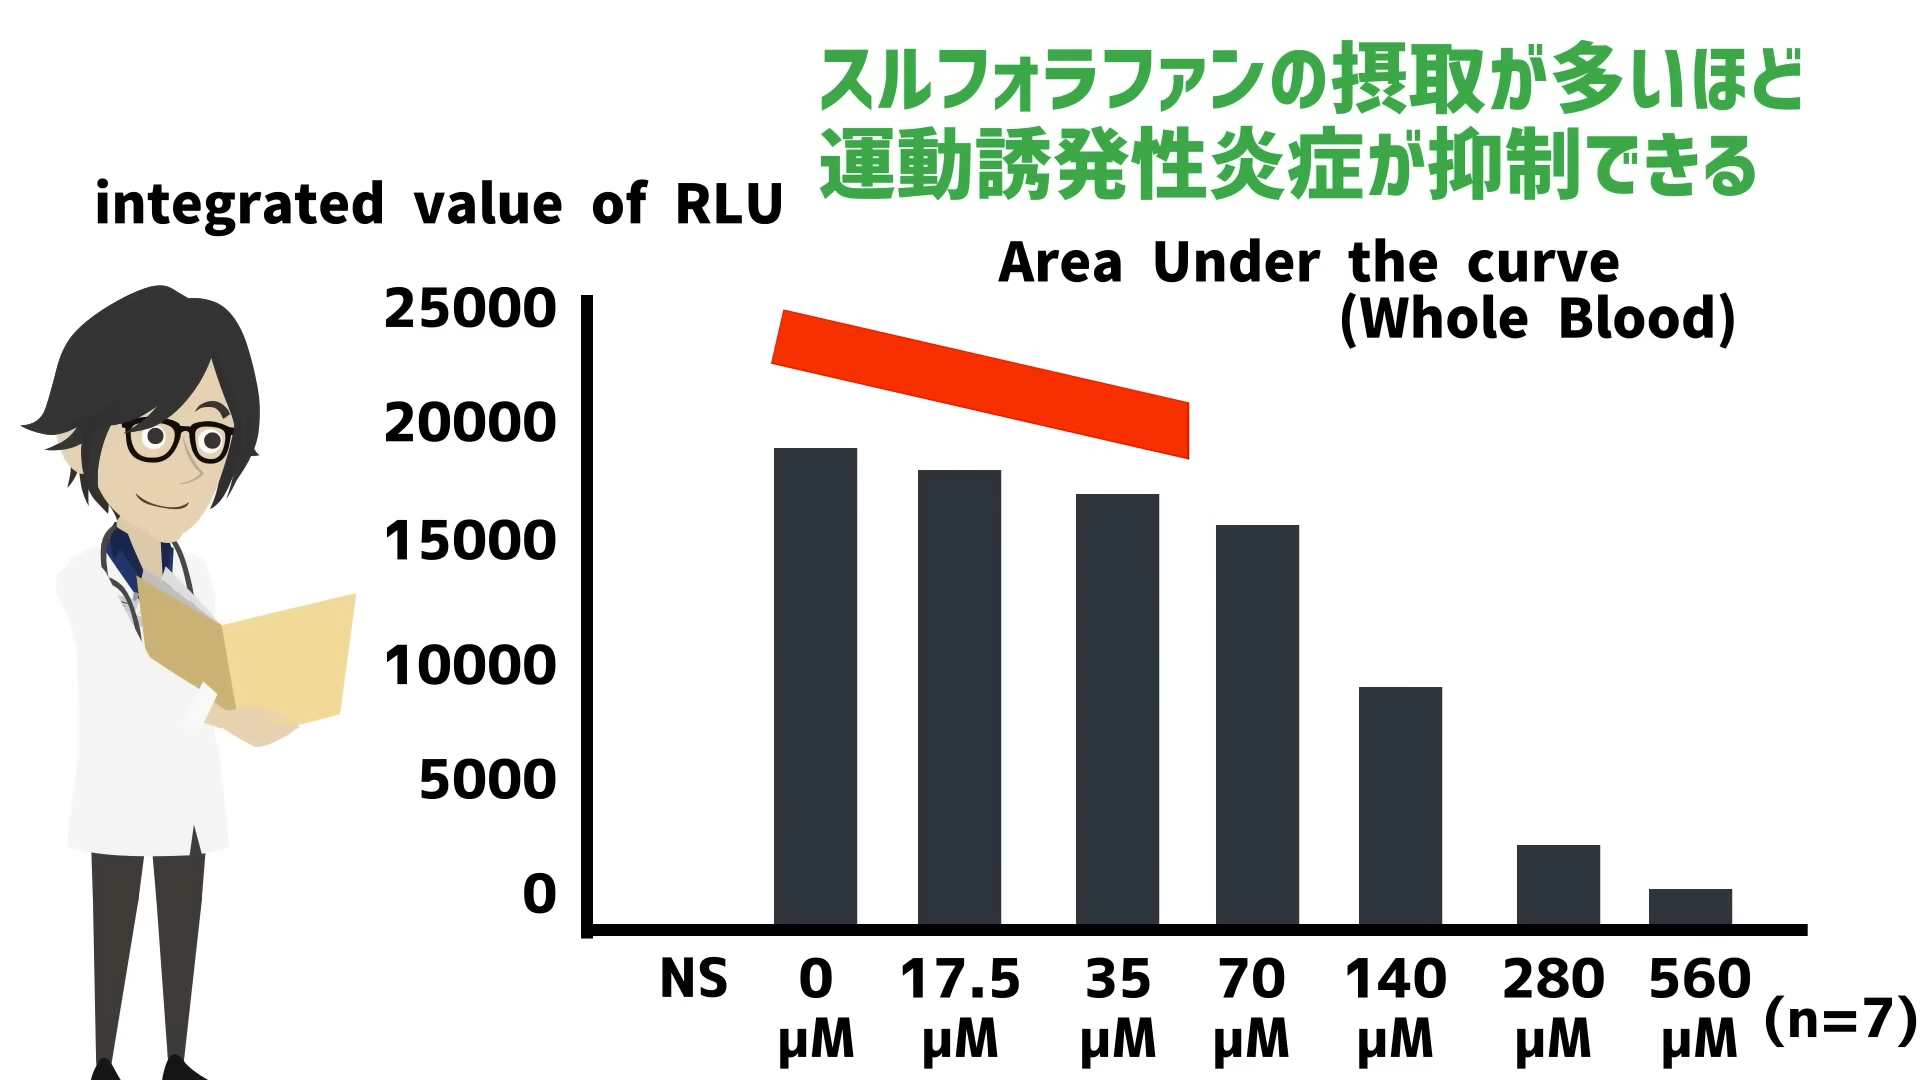 スルフォラファンの摂取が多いほど
運動誘発性炎症が抑制できる
integrated value of RLU
Area Under the curve
(Whole Blood)
25000
20000
15000
10000
5000
0
NS 0 17.5 35 70 140 280 560
μM μM μM μM μM μM μM (n=7)